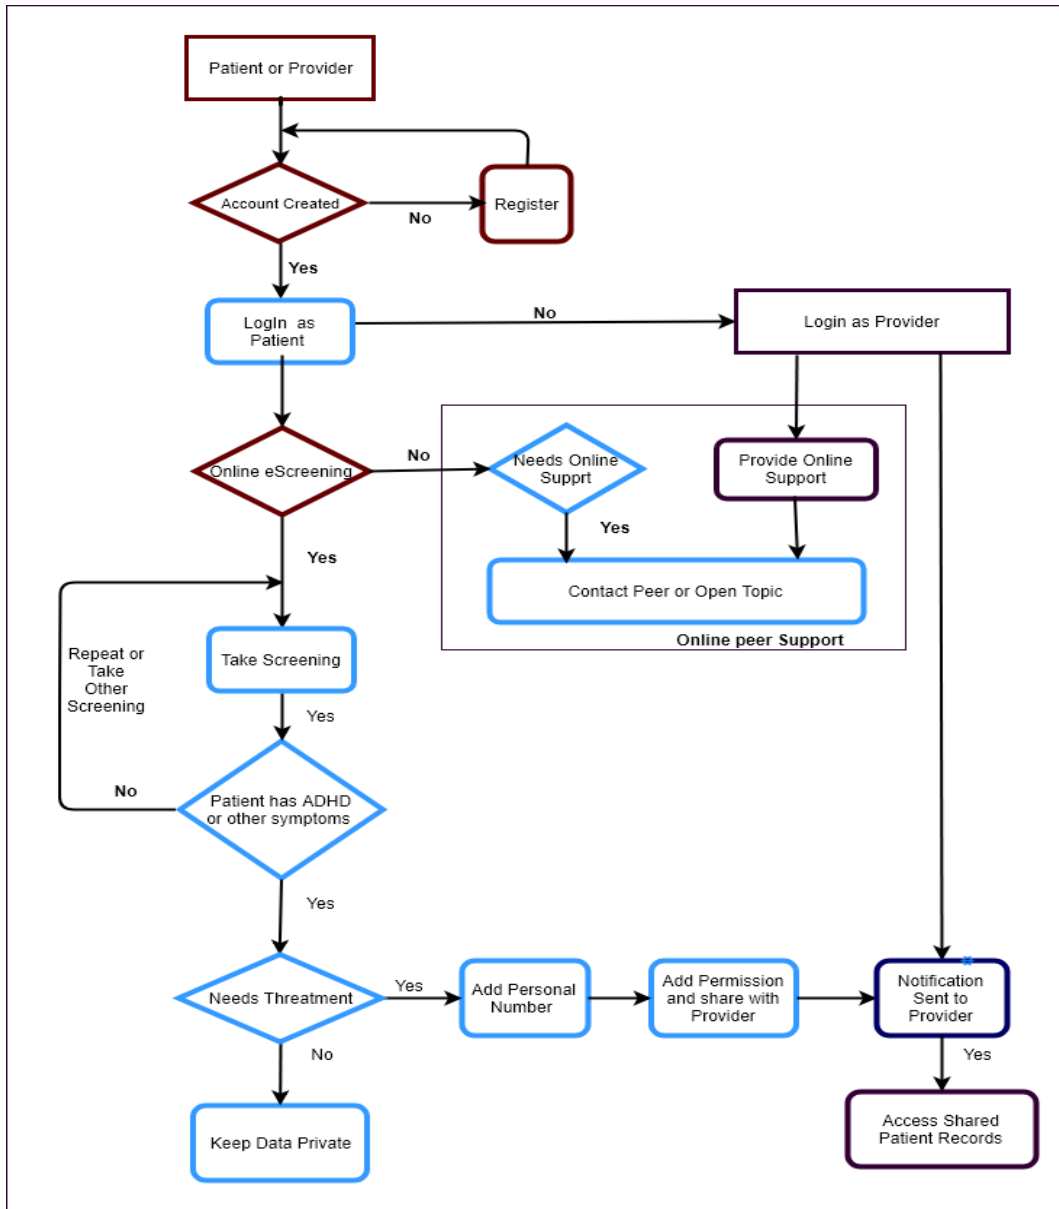 Patient or Provider
Account Created
No
Register
Yes
LogIn as
Patient
No
Login as Provider
Online eScreening
No
Needs Online
Supprt
Provide Online
Support
Yes
Yes
Contact Peer or Open Topic
Online peer Support
Repeat or
Take
Other
Screening
Take Screening
Yes
No
Patient has ADHD
or other symptoms
Yes
Needs Threatment
Yes
Add Personal
Number
Add Permission
and share with
Provider
Notification
Sent to
Provider
No
Yes
Keep Data Private
Access Shared
Patient Records